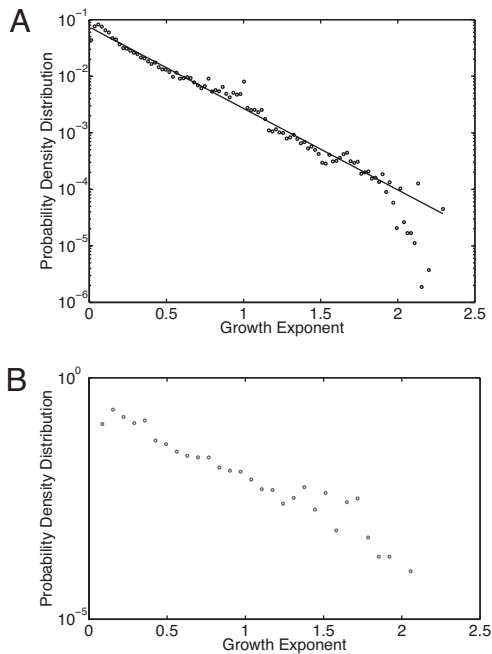 A
Probability Density Distribution
10⁻¹
10⁻²
10⁻³
10⁻⁴
10⁻⁵
10⁻⁶
0 0.5 1 1.5 2 2.5
Growth Exponent
B
Probability Density Distribution
10⁰
10⁻⁵
0 0.5 1 1.5 2 2.5
Growth Exponent